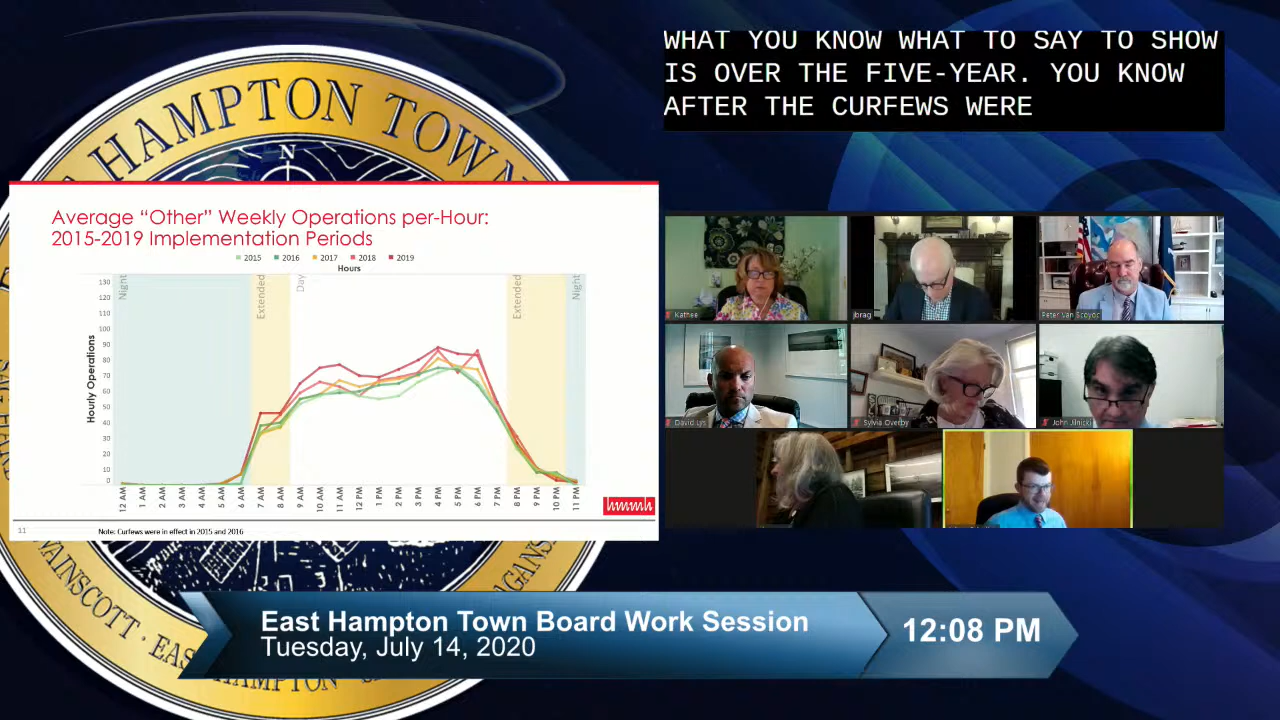 WHAT YOU KNOW WHAT TO SAY TO SHOW
IS OVER THE FIVE-YEAR. YOU KNOW
AFTER THE CURFEWS WERE
HAMPTON TOWN
N
Average “Other” Weekly Operations per-Hour:
2015-2019 Implementation Periods
2015 2016 2017 2018 2019
Hours
Night
Extended
Day
Extended
Night
Hourly Operations
130
120
110
100
90
80
70
60
50
40
30
20
10
0
12 AM
1 AM
2 AM
3 AM
4 AM
5 AM
6 AM
7 AM
8 AM
9 AM
10 AM
11 AM
12 PM
1 PM
2 PM
3 PM
4 PM
5 PM
6 PM
7 PM
8 PM
9 PM
10 PM
11 PM
hmmh
11
Note: Curfews were in effect in 2015 and 2016
Kathee
jbrag
Peter Van Scoyoc
David Lys
Sylvia Overby
John Jilnicki
WAINSCOTT · EAS
HAMPTON
East Hampton Town Board Work Session
Tuesday, July 14, 2020
12:08 PM